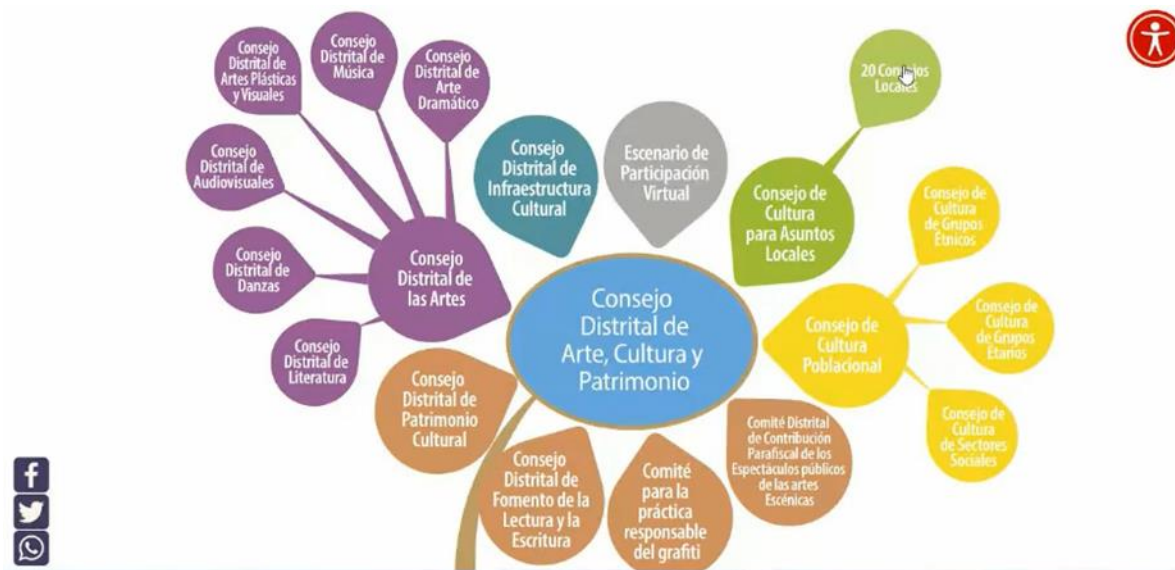 Consejo
Distrital de
Artes Plásticas
y Visuales
Consejo
Distrital de
Música
Consejo
Distrital de
Arte
Dramático
Consejo
Distrital de
Audiovisuales
Consejo
Distrital de
Danzas
Consejo
Distrital de
Literatura
Consejo
Distrital de
las Artes
Consejo
Distrital de
Infraestructura
Cultural
Escenario de
Participación
Virtual
20 Consejos
Locales
Consejo de
Cultura
para Asuntos
Locales
Consejo de
Cultura
de Grupos
Étnicos
Consejo de
Cultura
de Grupos
Etarios
Consejo de
Cultura
de Sectores
Sociales
Consejo de
Cultura
Poblacional
Consejo
Distrital de
Arte, Cultura y
Patrimonio
Consejo
Distrital de
Patrimonio
Cultural
Consejo
Distrital de
Fomento de la
Lectura y la
Escritura
Comité
para la
práctica
responsable
del grafiti
Comité Distrital
de Contribución
Parafiscal de los
Espectáculos públicos
de las artes
Escénicas